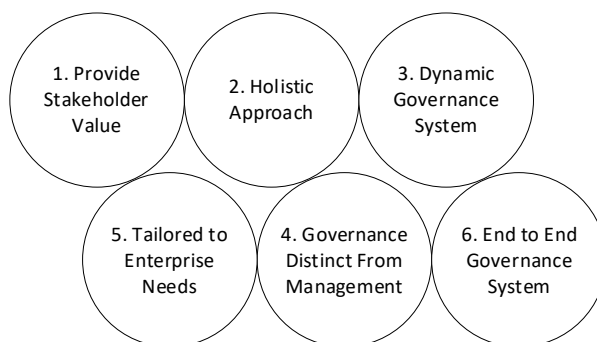 1. Provide
Stakeholder
Value
2. Holistic
Approach
3. Dynamic
Governance
System
5. Tailored to
Enterprise
Needs
4. Governance
Distinct From
Management
6. End to End
Governance
System